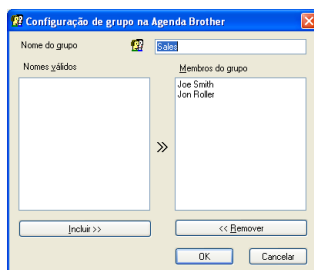 Configuração de grupo na Agenda Brother
Nome do grupo
Sales
Nomes válidos
Membros do grupo
Joe Smith
Jon Roller
>>
Incluir >>
<< Remover
OK
Cancelar